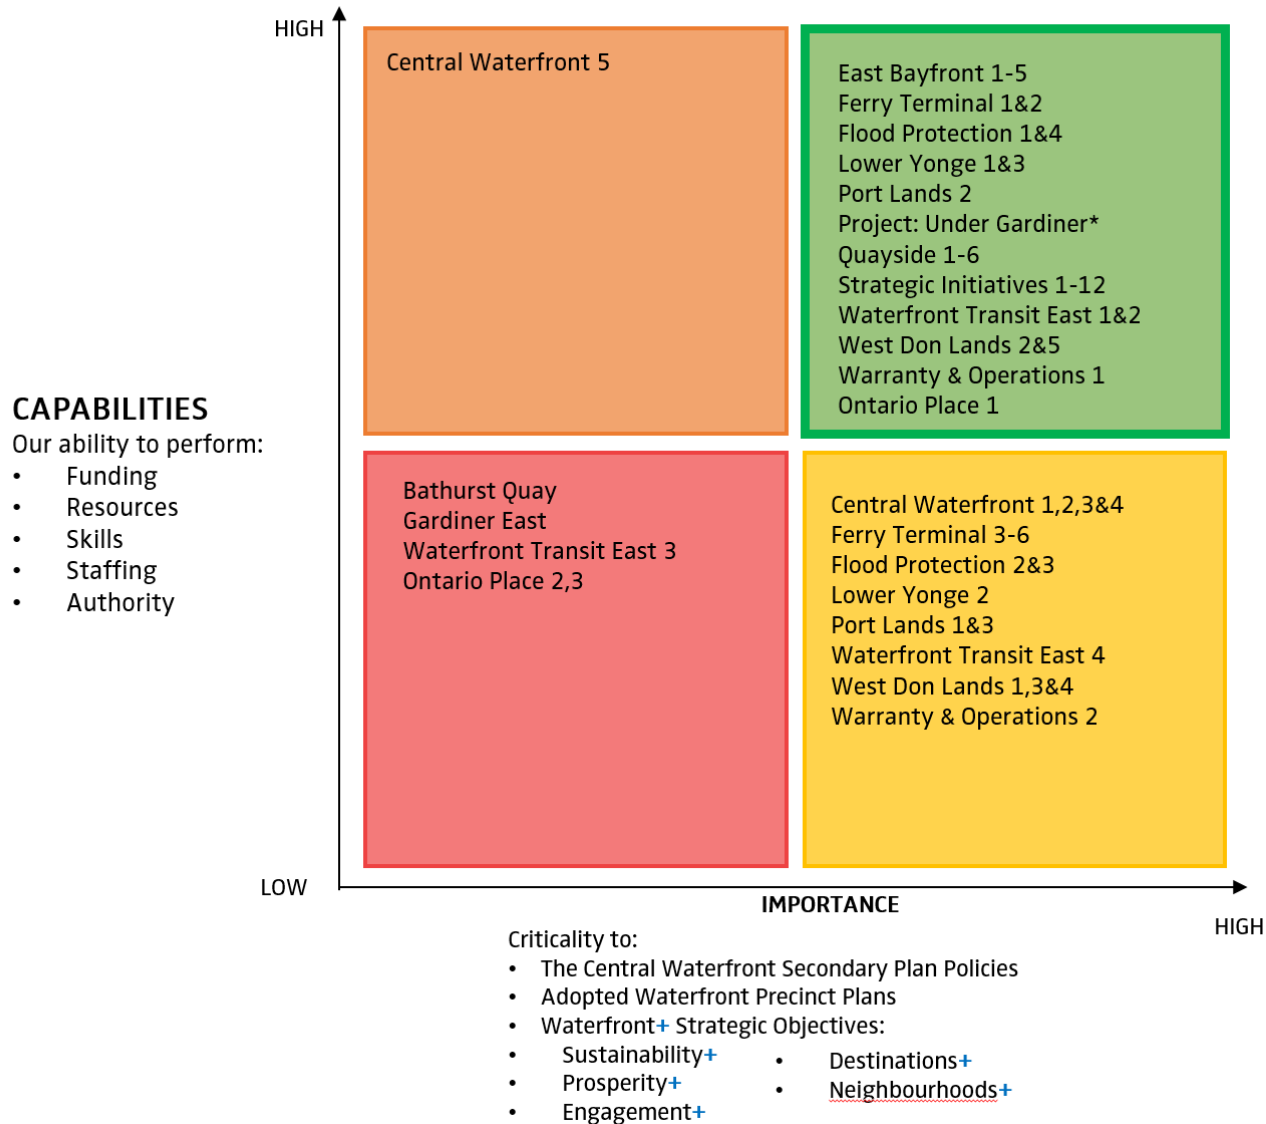 HIGH
Central Waterfront 5
East Bayfront 1-5
Ferry Terminal 1&2
Flood Protection 1&4
Lower Yonge 1&3
Port Lands 2
Project: Under Gardiner*
Quayside 1-6
Strategic Initiatives 1-12
Waterfront Transit East 1&2
West Don Lands 2&5
Warranty & Operations 1
Ontario Place 1
CAPABILITIES
Our ability to perform:
• Funding
• Resources
• Skills
• Staffing
• Authority
Bathurst Quay
Gardiner East
Waterfront Transit East 3
Ontario Place 2,3
Central Waterfront 1,2,3&4
Ferry Terminal 3-6
Flood Protection 2&3
Lower Yonge 2
Port Lands 1&3
Waterfront Transit East 4
West Don Lands 1,3&4
Warranty & Operations 2
LOW
IMPORTANCE
HIGH
Criticality to:
• The Central Waterfront Secondary Plan Policies
• Adopted Waterfront Precinct Plans
• Waterfront+ Strategic Objectives:
• Sustainability+
• Prosperity+
• Engagement+
• Destinations+
• Neighbourhoods+